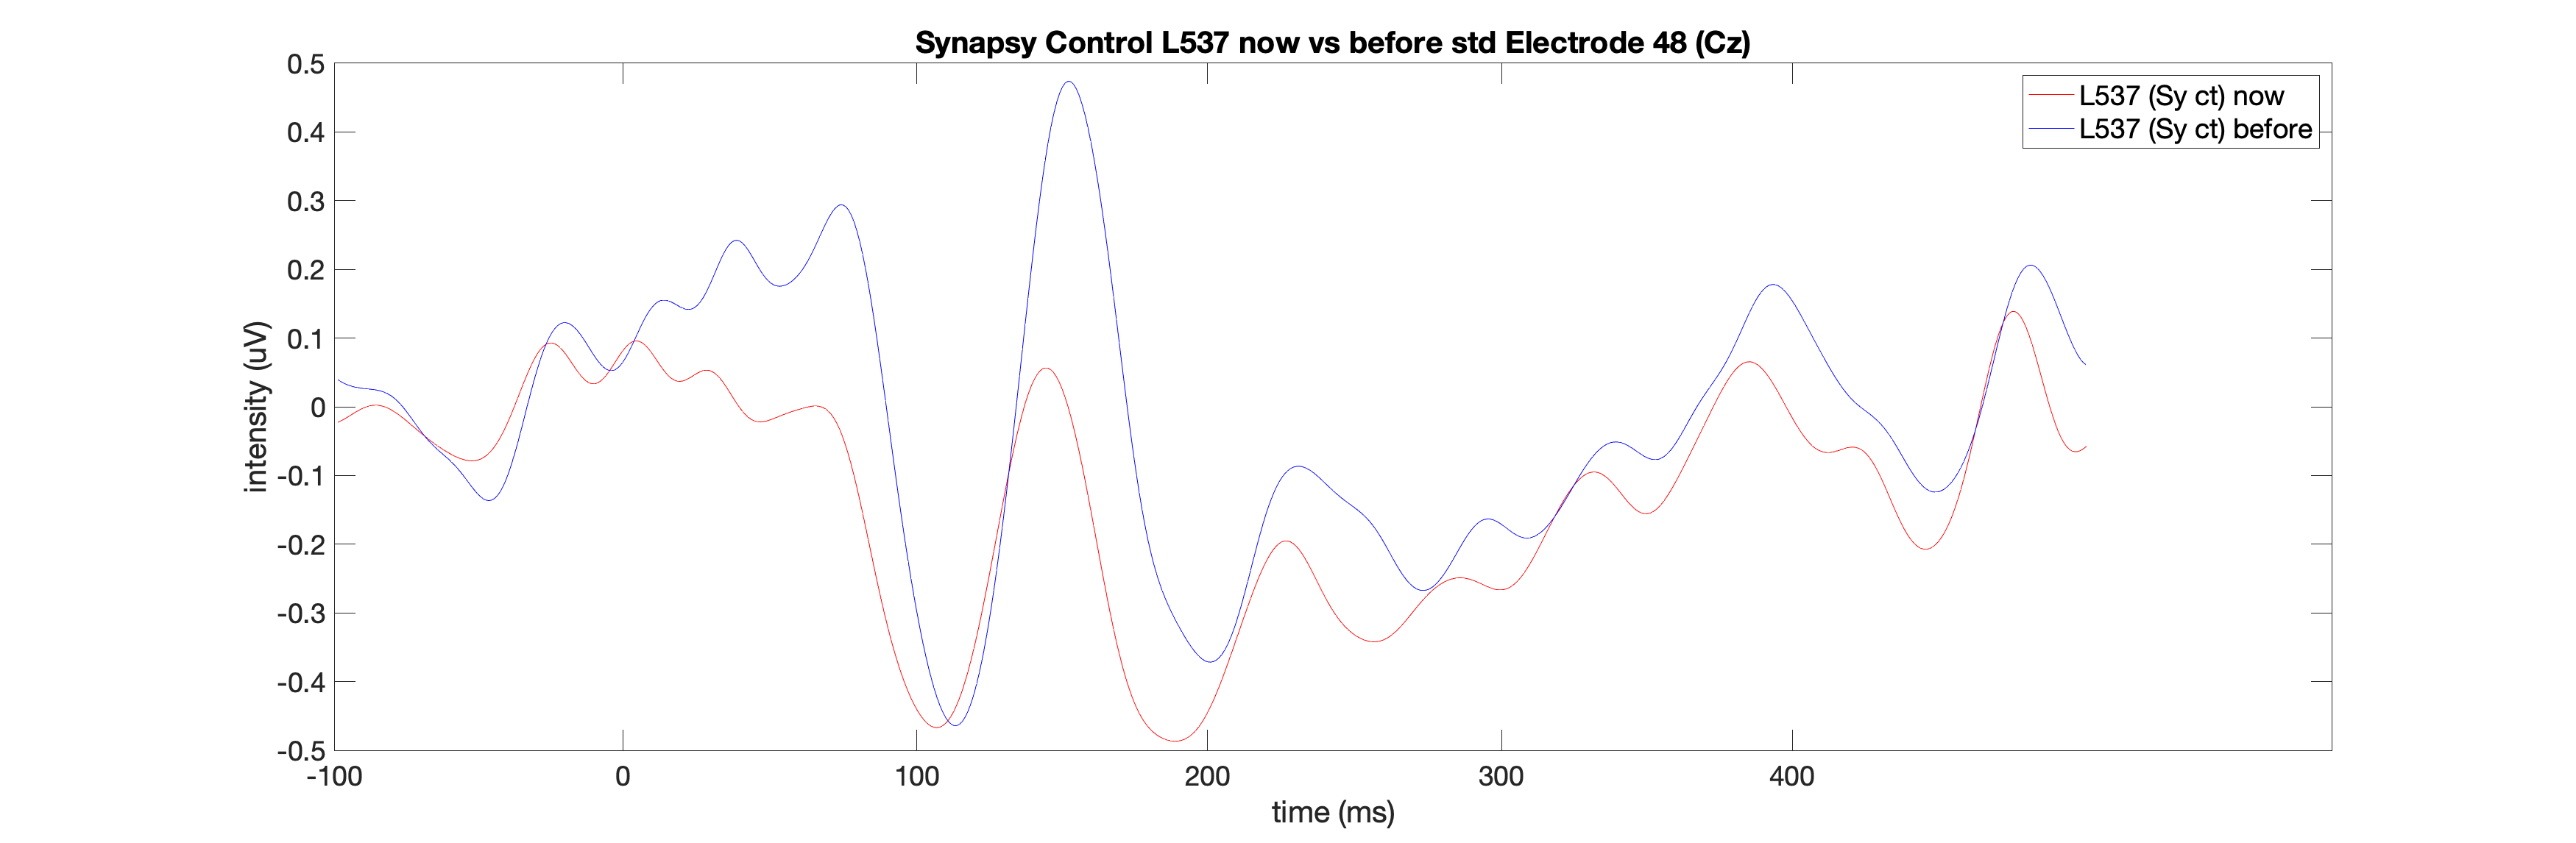 Synapsy Control L537 now vs before std Electrode 48 (Cz)
L537 (Sy ct) now
L537 (Sy ct) before
intensity (uV)
0.5
0.4
0.3
0.2
0.1
0
-0.1
-0.2
-0.3
-0.4
-0.5
-100 0 100 200 300 400
time (ms)